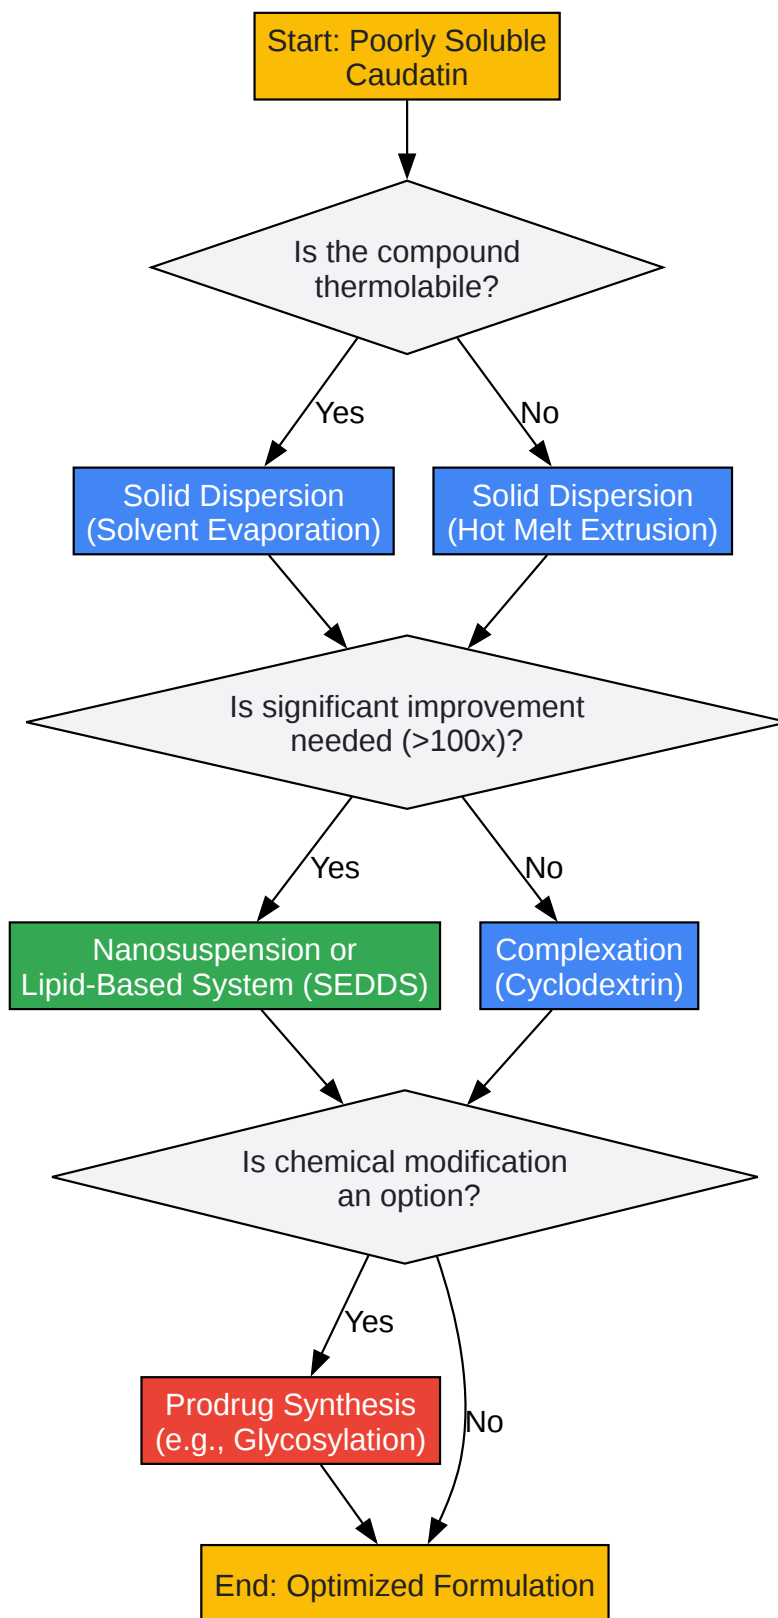 Start: Poorly Soluble
Caudatin
Is the compound
thermolabile?
Yes
No
Solid Dispersion
(Solvent Evaporation)
Solid Dispersion
(Hot Melt Extrusion)
Is significant improvement
needed (>100x)?
Yes
No
Nanosuspension or
Lipid-Based System (SEDDS)
Complexation
(Cyclodextrin)
Is chemical modification
an option?
Yes
Prodrug Synthesis
(e.g., Glycosylation)
No
End: Optimized Formulation